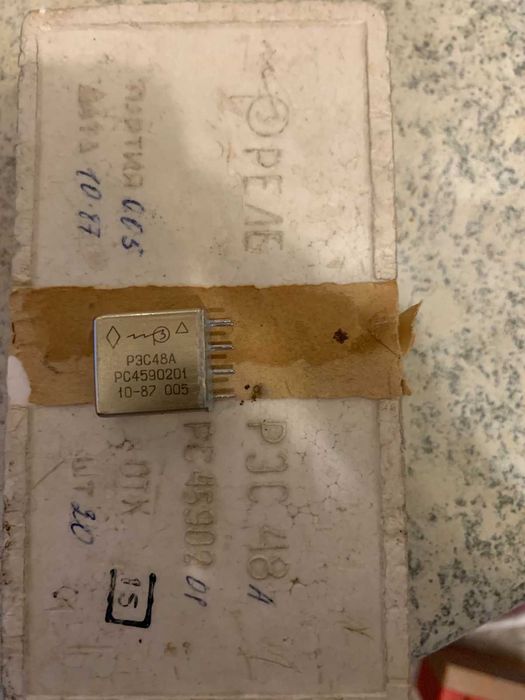 РЭС48А
РС4590201
10-87 005
РЕЛЕ
ПАРТИЯ 005
ДАТА 10.87
РЭС 48 А
РС 45902 01
ОТК 15
ШТ 20